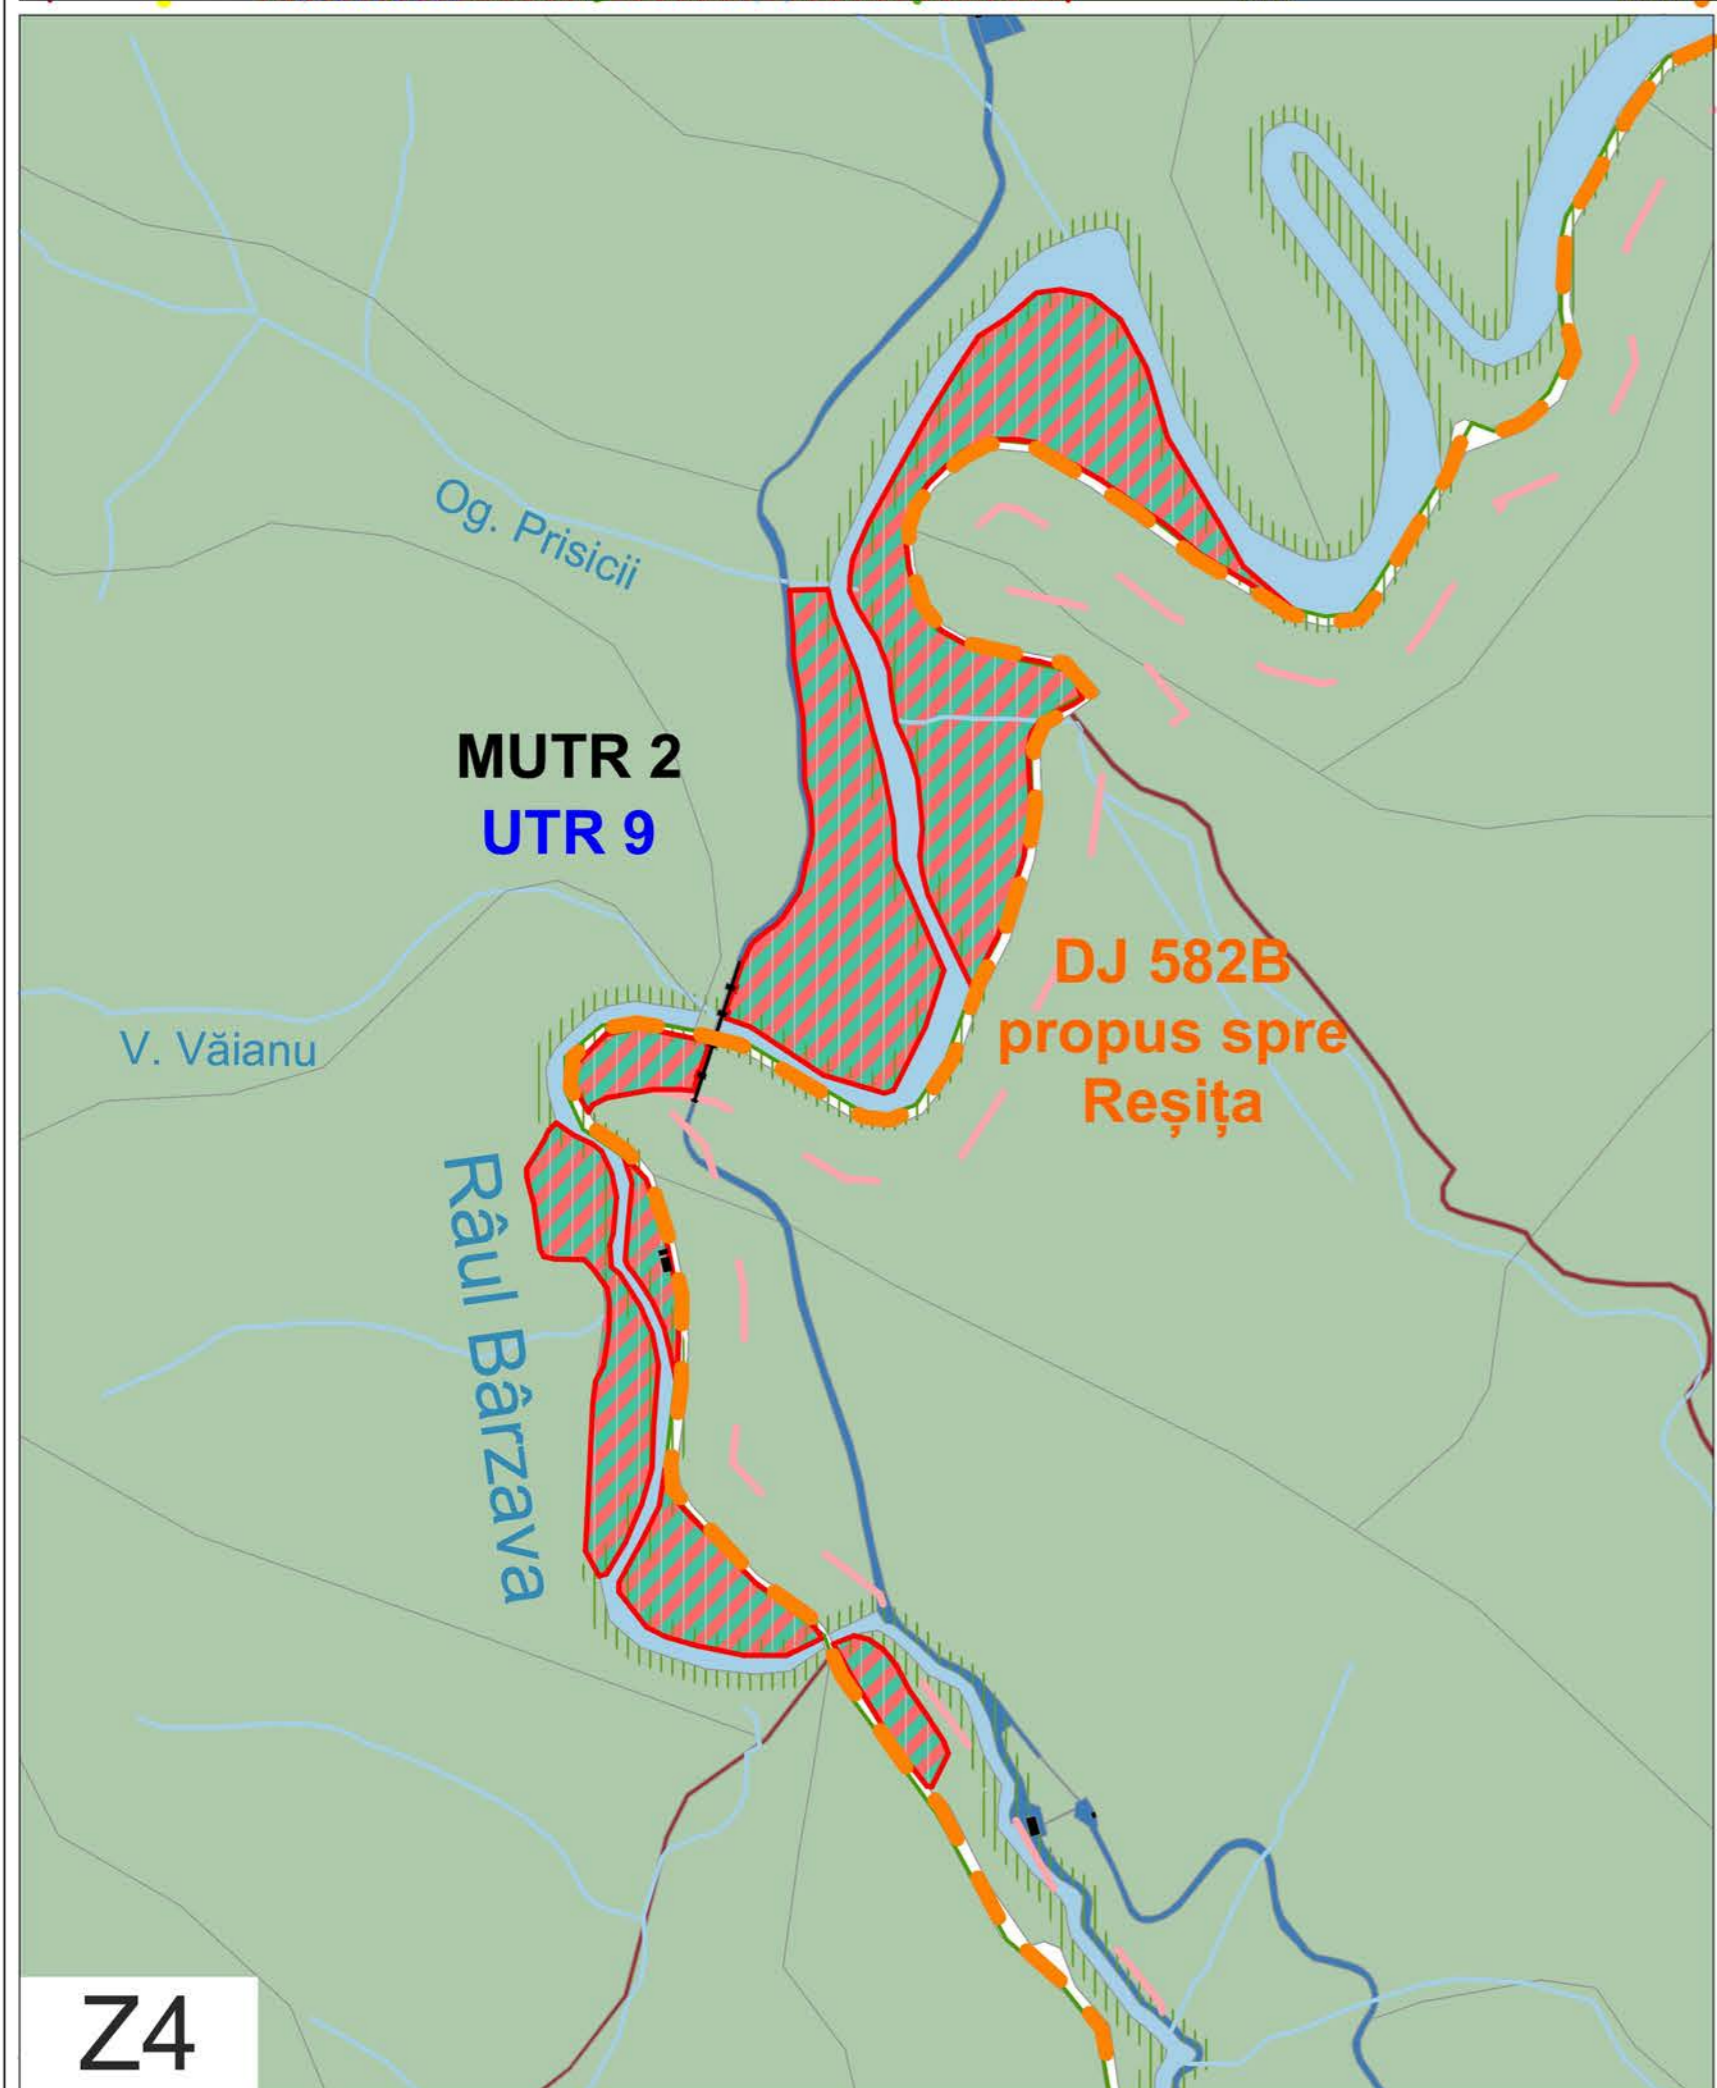 Og. Prisicii
MUTR 2
UTR 9
DJ 582B
propus spre
Reșița
V. Văianu
Râul Bârzava
Z4